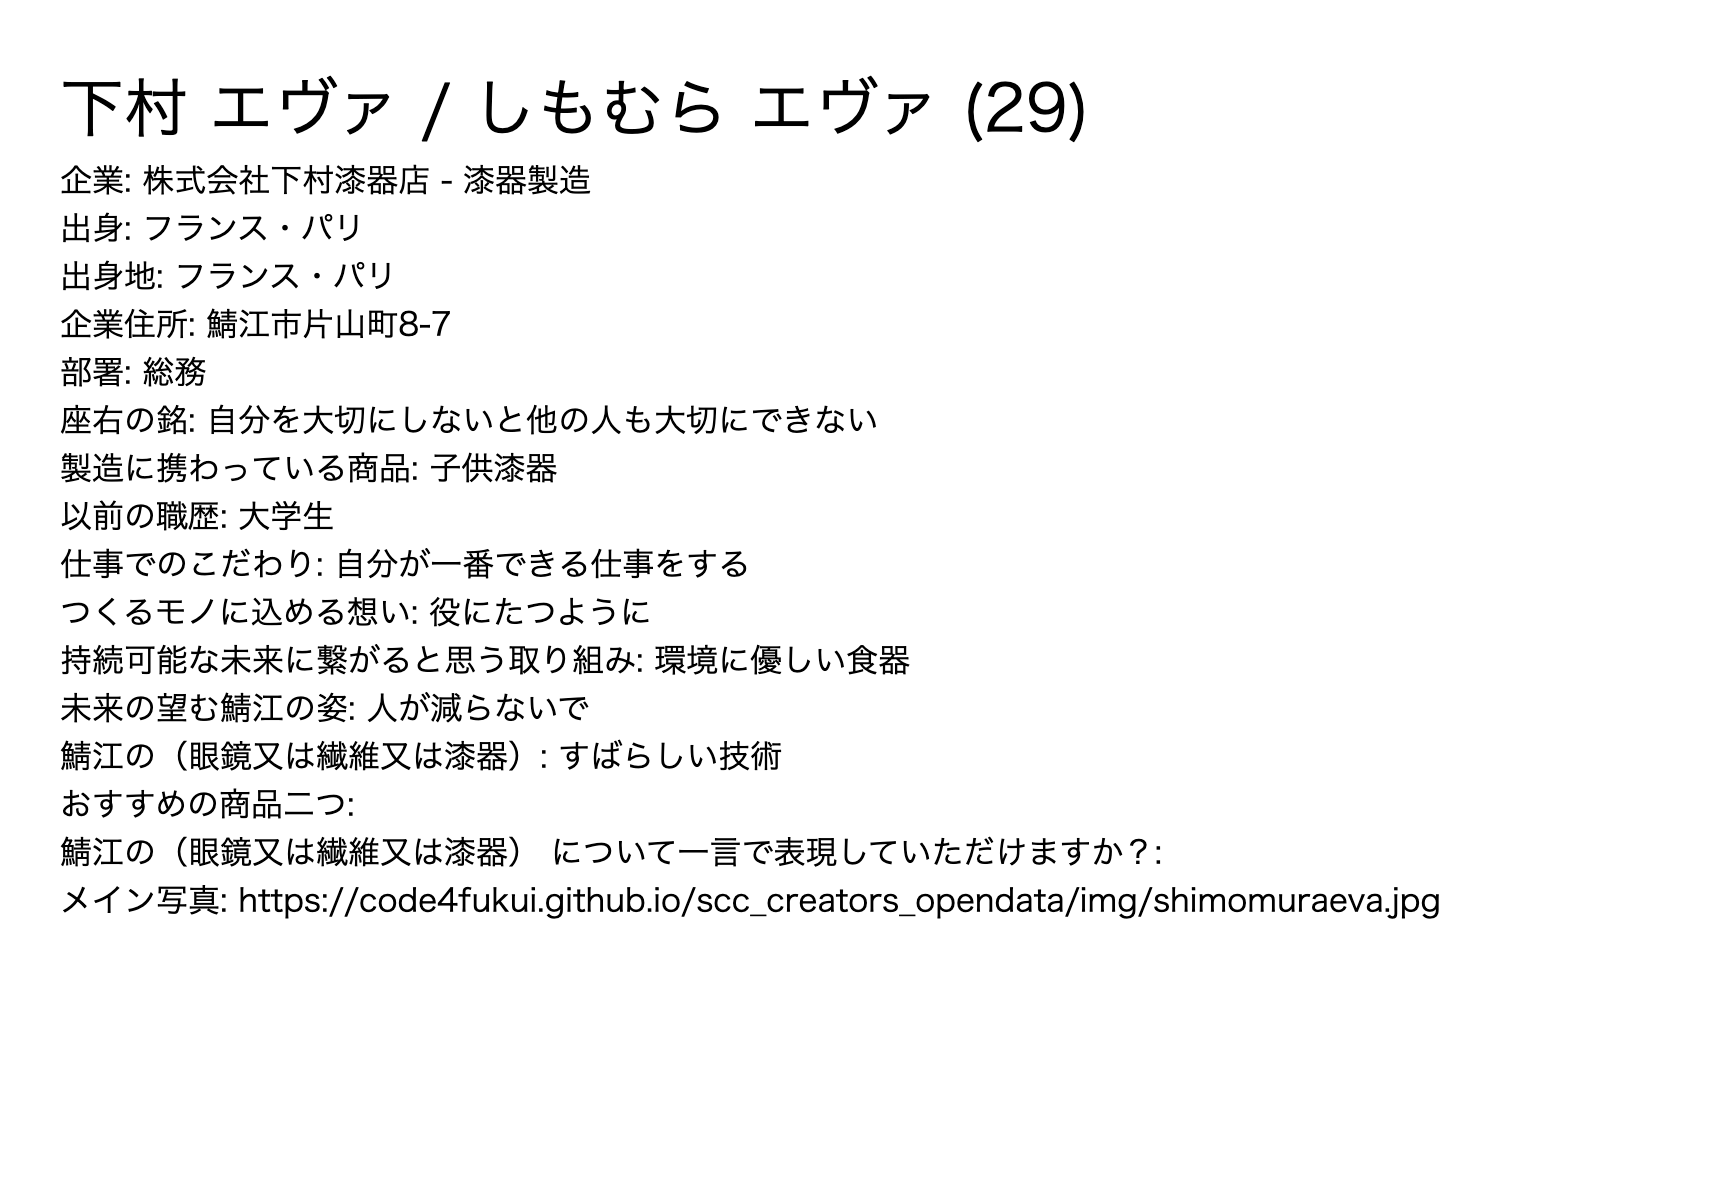 下村 エヴァ / しもむら エヴァ (29)
企業: 株式会社下村漆器店 - 漆器製造
出身: フランス・パリ
出身地: フランス・パリ
企業住所: 鯖江市片山町8-7
部署: 総務
座右の銘: 自分を大切にしないと他の人も大切にできない
製造に携わっている商品: 子供漆器
以前の職歴: 大学生
仕事でのこだわり: 自分が一番できる仕事をする
つくるモノに込める想い: 役にたつように
持続可能な未来に繋がると思う取り組み: 環境に優しい食器
未来の望む鯖江の姿: 人が減らないで
鯖江の（眼鏡又は繊維又は漆器）: すばらしい技術
おすすめの商品二つ:
鯖江の（眼鏡又は繊維又は漆器） について一言で表現していただけますか？:
メイン写真: https://code4fukui.github.io/scc_creators_opendata/img/shimomuraeva.jpg